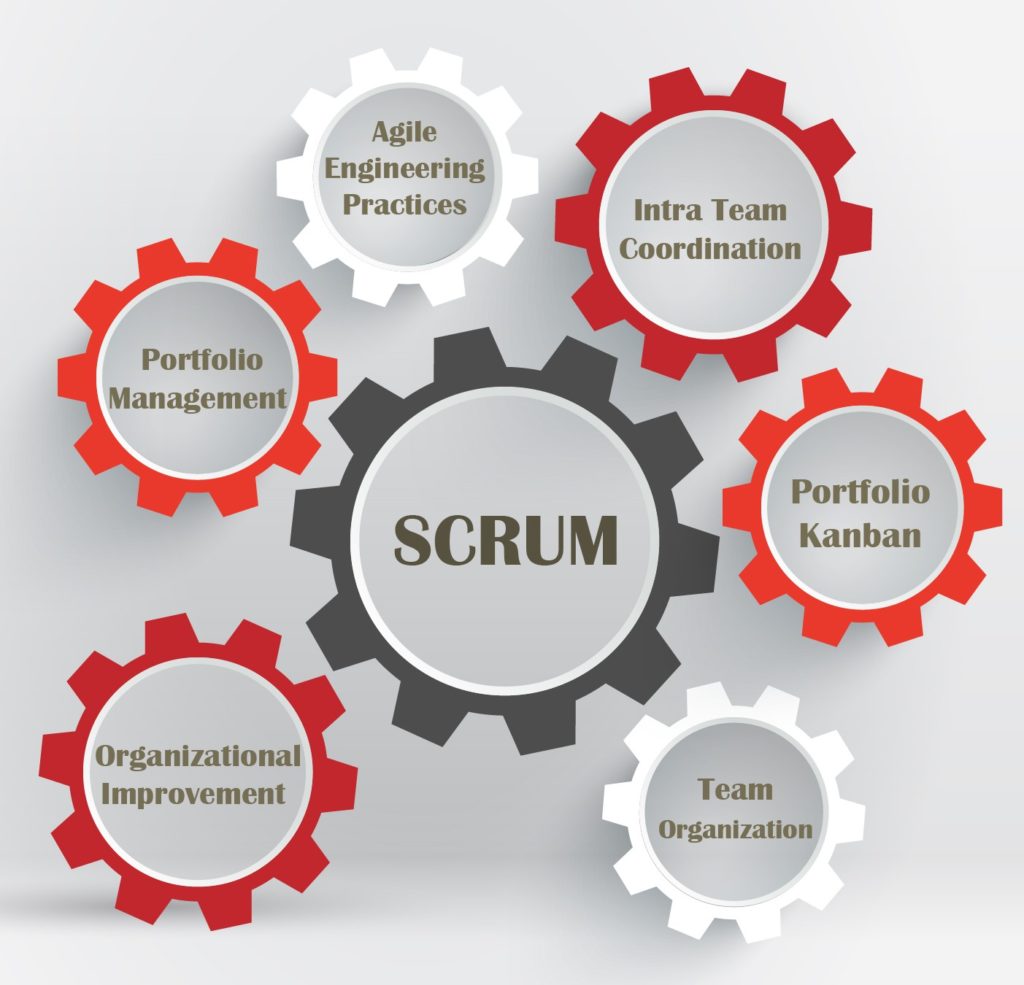 Agile
Engineering
Practices
Intra Team
Coordination
Portfolio
Management
SCRUM
Portfolio
Kanban
Organizational
Improvement
Team
Organization